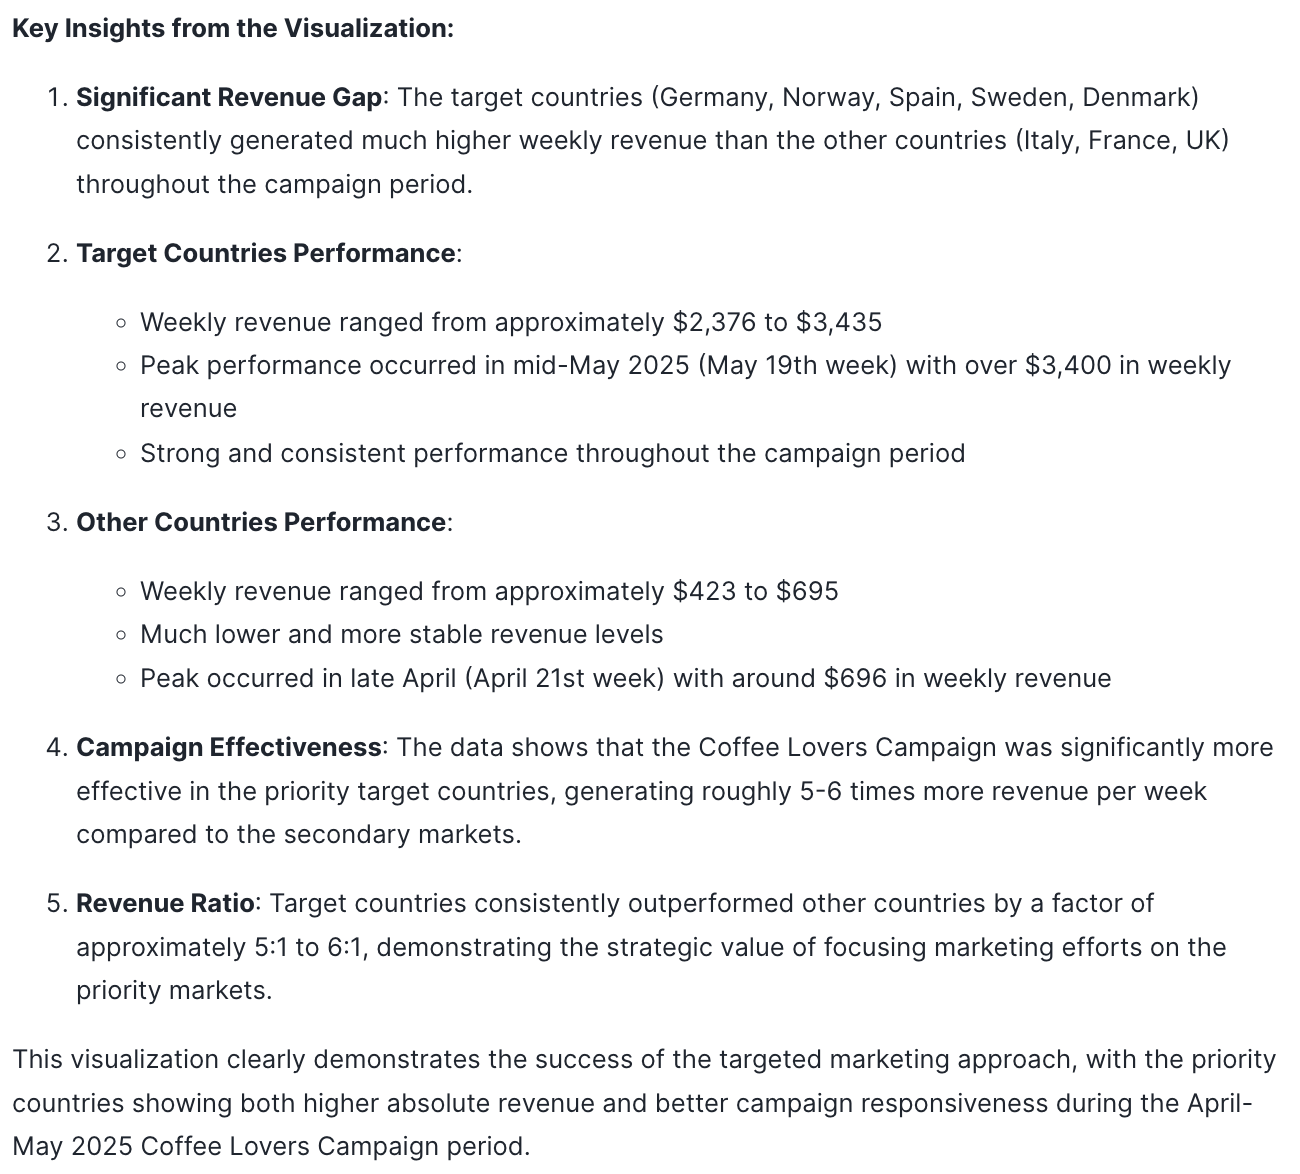 Key Insights from the Visualization:
1. Significant Revenue Gap: The target countries (Germany, Norway, Spain, Sweden, Denmark)
consistently generated much higher weekly revenue than the other countries (Italy, France, UK)
throughout the campaign period.
2. Target Countries Performance:
◦ Weekly revenue ranged from approximately $2,376 to $3,435
◦ Peak performance occurred in mid-May 2025 (May 19th week) with over $3,400 in weekly
revenue
◦ Strong and consistent performance throughout the campaign period
3. Other Countries Performance:
◦ Weekly revenue ranged from approximately $423 to $695
◦ Much lower and more stable revenue levels
◦ Peak occurred in late April (April 21st week) with around $696 in weekly revenue
4. Campaign Effectiveness: The data shows that the Coffee Lovers Campaign was significantly more
effective in the priority target countries, generating roughly 5-6 times more revenue per week
compared to the secondary markets.
5. Revenue Ratio: Target countries consistently outperformed other countries by a factor of
approximately 5:1 to 6:1, demonstrating the strategic value of focusing marketing efforts on the
priority markets.
This visualization clearly demonstrates the success of the targeted marketing approach, with the priority
countries showing both higher absolute revenue and better campaign responsiveness during the April-
May 2025 Coffee Lovers Campaign period.